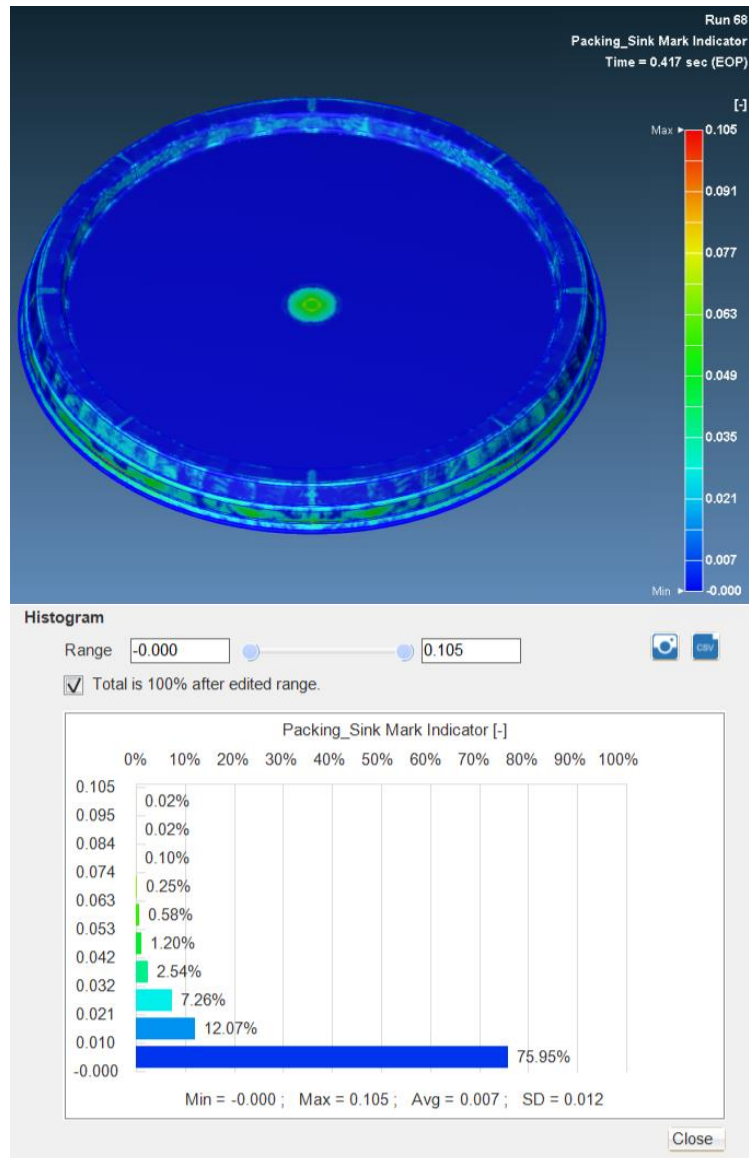 Run 68
Packing_Sink Mark Indicator
Time = 0.417 sec (EOP)
[-]
Max 0.105
0.091
0.077
0.063
0.049
0.035
0.021
0.007
Min -0.000
Histogram
Range -0.000 0.105
CSV
Total is 100% after edited range.
Packing_Sink Mark Indicator [-]
0% 10% 20% 30% 40% 50% 60% 70% 80% 90% 100%
0.105
0.02%
0.095
0.02%
0.084
0.10%
0.074
0.25%
0.063
0.58%
0.053
1.20%
0.042
2.54%
0.032
7.26%
0.021
12.07%
0.010
75.95%
-0.000
Min = -0.000 ; Max = 0.105 ; Avg = 0.007 ; SD = 0.012
Close